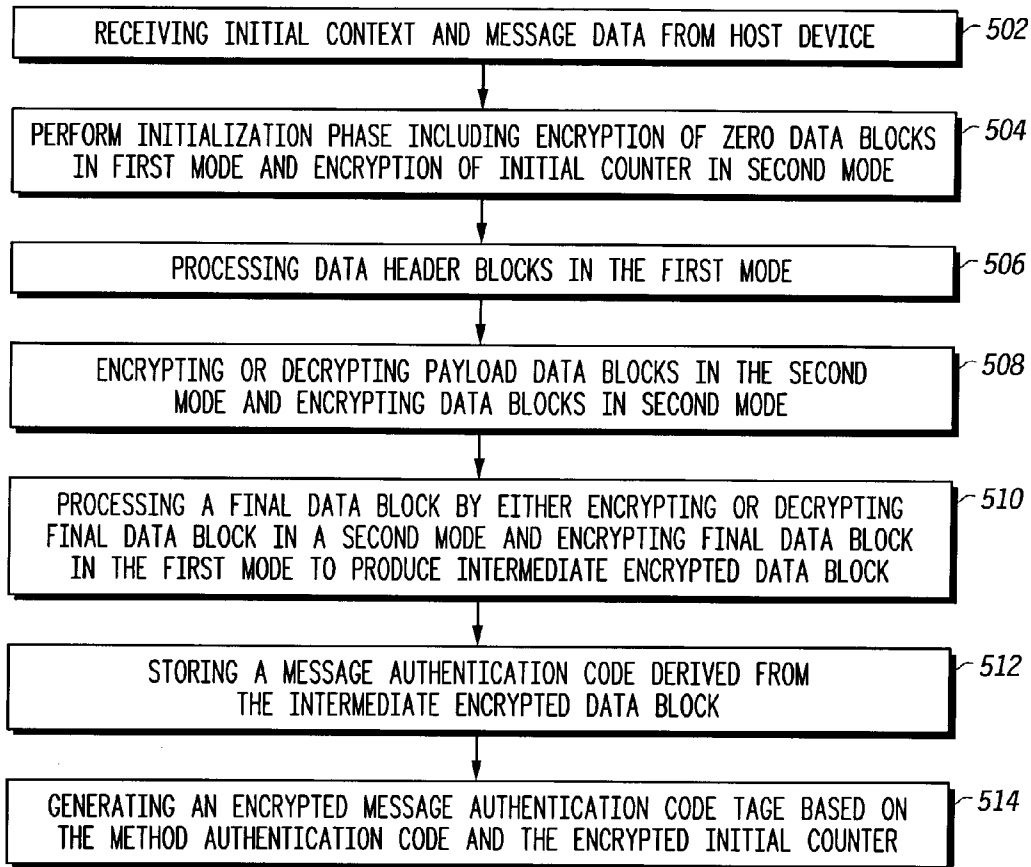 RECEIVING INITIAL CONTEXT AND MESSAGE DATA FROM HOST DEVICE
502
PERFORM INITIALIZATION PHASE INCLUDING ENCRYPTION OF ZERO DATA BLOCKS
IN FIRST MODE AND ENCRYPTION OF INITIAL COUNTER IN SECOND MODE
504
PROCESSING DATA HEADER BLOCKS IN THE FIRST MODE
506
ENCRYPTING OR DECRYPTING PAYLOAD DATA BLOCKS IN THE SECOND
MODE AND ENCRYPTING DATA BLOCKS IN SECOND MODE
508
PROCESSING A FINAL DATA BLOCK BY EITHER ENCRYPTING OR DECRYPTING
FINAL DATA BLOCK IN A SECOND MODE AND ENCRYPTING FINAL DATA BLOCK
IN THE FIRST MODE TO PRODUCE INTERMEDIATE ENCRYPTED DATA BLOCK
510
STORING A MESSAGE AUTHENTICATION CODE DERIVED FROM
THE INTERMEDIATE ENCRYPTED DATA BLOCK
512
GENERATING AN ENCRYPTED MESSAGE AUTHENTICATION CODE TAGE BASED ON
THE METHOD AUTHENTICATION CODE AND THE ENCRYPTED INITIAL COUNTER
514